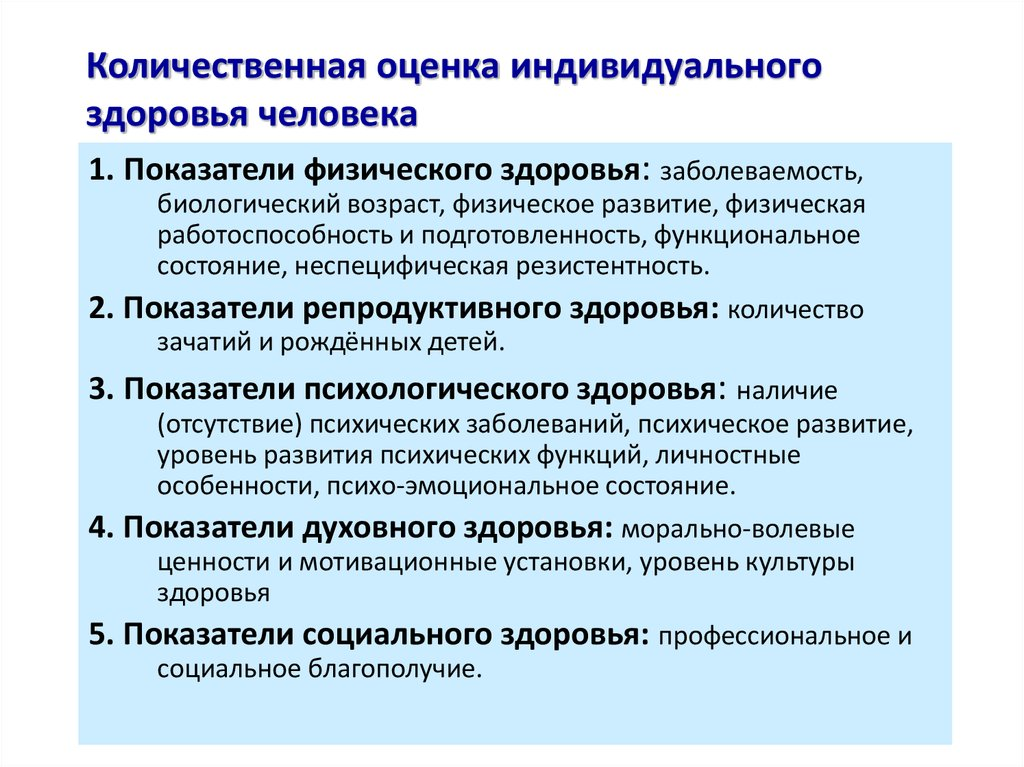 Количественная оценка индивидуального
здоровья человека
1. Показатели физического здоровья: заболеваемость,
биологический возраст, физическое развитие, физическая
работоспособность и подготовленность, функциональное
состояние, неспецифическая резистентность.
2. Показатели репродуктивного здоровья: количество
зачатий и рождённых детей.
3. Показатели психологического здоровья: наличие
(отсутствие) психических заболеваний, психическое развитие,
уровень развития психических функций, личностные
особенности, психо-эмоциональное состояние.
4. Показатели духовного здоровья: морально-волевые
ценности и мотивационные установки, уровень культуры
здоровья
5. Показатели социального здоровья: профессиональное и
социальное благополучие.